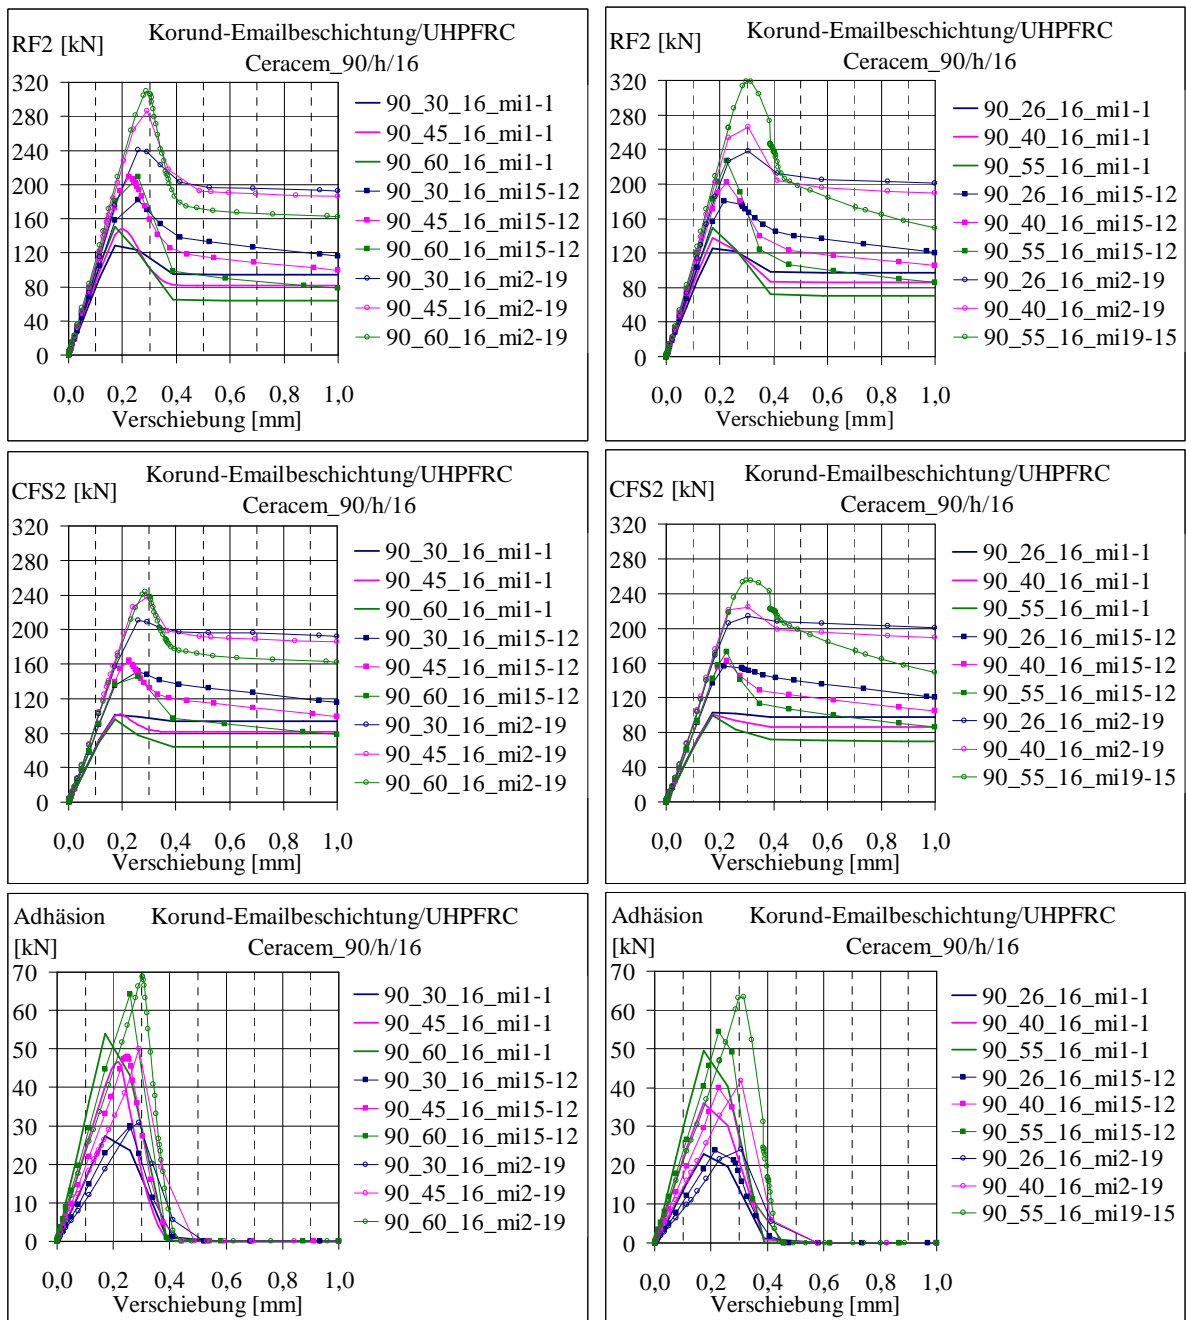 RF2 [kN]
Korund-Emailbeschichtung/UHPFRC
Ceracem_90/h/16
320
280
240
200
160
120
80
40
0
0,0 0,2 0,4 0,6 0,8 1,0
Verschiebung [mm]
90_30_16_mi1-1
90_45_16_mi1-1
90_60_16_mi1-1
90_30_16_mi15-12
90_45_16_mi15-12
90_60_16_mi15-12
90_30_16_mi2-19
90_45_16_mi2-19
90_60_16_mi2-19
RF2 [kN]
Korund-Emailbeschichtung/UHPFRC
Ceracem_90/h/16
320
280
240
200
160
120
80
40
0
0,0 0,2 0,4 0,6 0,8 1,0
Verschiebung [mm]
90_26_16_mi1-1
90_40_16_mi1-1
90_55_16_mi1-1
90_26_16_mi15-12
90_40_16_mi15-12
90_55_16_mi15-12
90_26_16_mi2-19
90_40_16_mi2-19
90_55_16_mi19-15
CFS2 [kN]
Korund-Emailbeschichtung/UHPFRC
Ceracem_90/h/16
320
280
240
200
160
120
80
40
0
0,0 0,2 0,4 0,6 0,8 1,0
Verschiebung [mm]
90_30_16_mi1-1
90_45_16_mi1-1
90_60_16_mi1-1
90_30_16_mi15-12
90_45_16_mi15-12
90_60_16_mi15-12
90_30_16_mi2-19
90_45_16_mi2-19
90_60_16_mi2-19
CFS2 [kN]
Korund-Emailbeschichtung/UHPFRC
Ceracem_90/h/16
320
280
240
200
160
120
80
40
0
0,0 0,2 0,4 0,6 0,8 1,0
Verschiebung [mm]
90_26_16_mi1-1
90_40_16_mi1-1
90_55_16_mi1-1
90_26_16_mi15-12
90_40_16_mi15-12
90_55_16_mi15-12
90_26_16_mi2-19
90_40_16_mi2-19
90_55_16_mi19-15
Adhäsion
[kN]
Korund-Emailbeschichtung/UHPFRC
Ceracem_90/h/16
70
60
50
40
30
20
10
0
0,0 0,2 0,4 0,6 0,8 1,0
Verschiebung [mm]
90_30_16_mi1-1
90_45_16_mi1-1
90_60_16_mi1-1
90_30_16_mi15-12
90_45_16_mi15-12
90_60_16_mi15-12
90_30_16_mi2-19
90_45_16_mi2-19
90_60_16_mi2-19
Adhäsion
[kN]
Korund-Emailbeschichtung/UHPFRC
Ceracem_90/h/16
70
60
50
40
30
20
10
0
0,0 0,2 0,4 0,6 0,8 1,0
Verschiebung [mm]
90_26_16_mi1-1
90_40_16_mi1-1
90_55_16_mi1-1
90_26_16_mi15-12
90_40_16_mi15-12
90_55_16_mi15-12
90_26_16_mi2-19
90_40_16_mi2-19
90_55_16_mi19-15